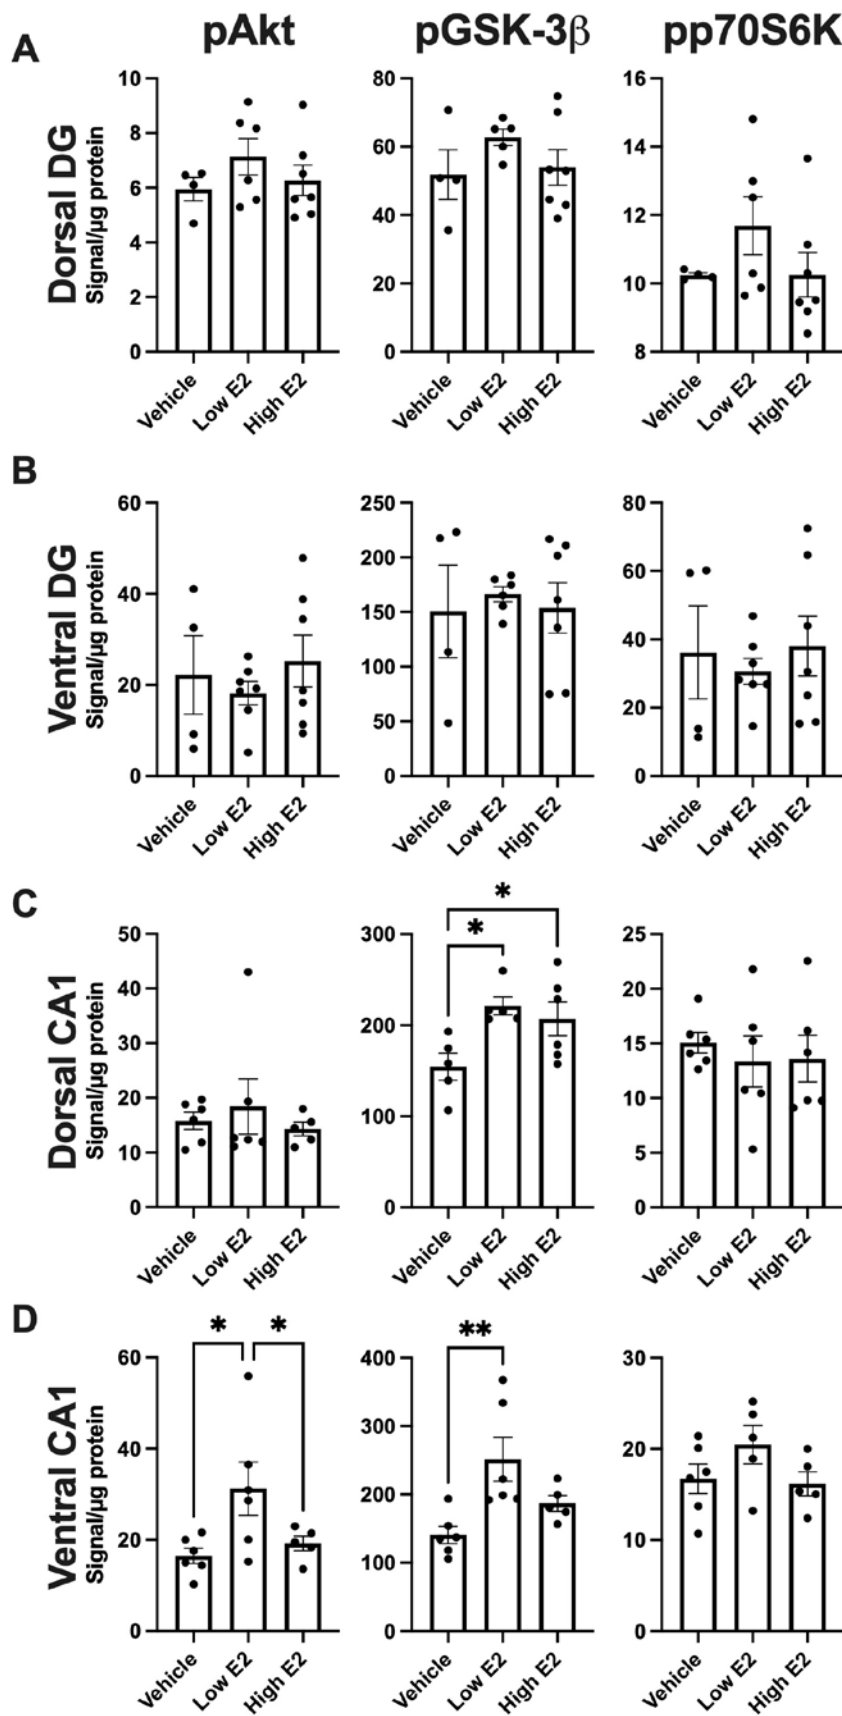 pAkt pGSK-3β pp70S6K
A
Dorsal DG
Signal/µg protein
10 8 6 4 2 0
Vehicle Low E2 High E2
80 60 40 20 0
Vehicle Low E2 High E2
16 14 12 10 8
Vehicle Low E2 High E2
B
Ventral DG
Signal/µg protein
60 40 20 0
Vehicle Low E2 High E2
250 200 150 100 50 0
Vehicle Low E2 High E2
80 60 40 20 0
Vehicle Low E2 High E2
C
Dorsal CA1
Signal/µg protein
50 40 30 20 10 0
Vehicle Low E2 High E2
* *
300 200 100 0
Vehicle Low E2 High E2
25 20 15 10 5 0
Vehicle Low E2 High E2
D
Ventral CA1
Signal/µg protein
* *
60 40 20 0
Vehicle Low E2 High E2
**
400 300 200 100 0
Vehicle Low E2 High E2
30 20 10 0
Vehicle Low E2 High E2